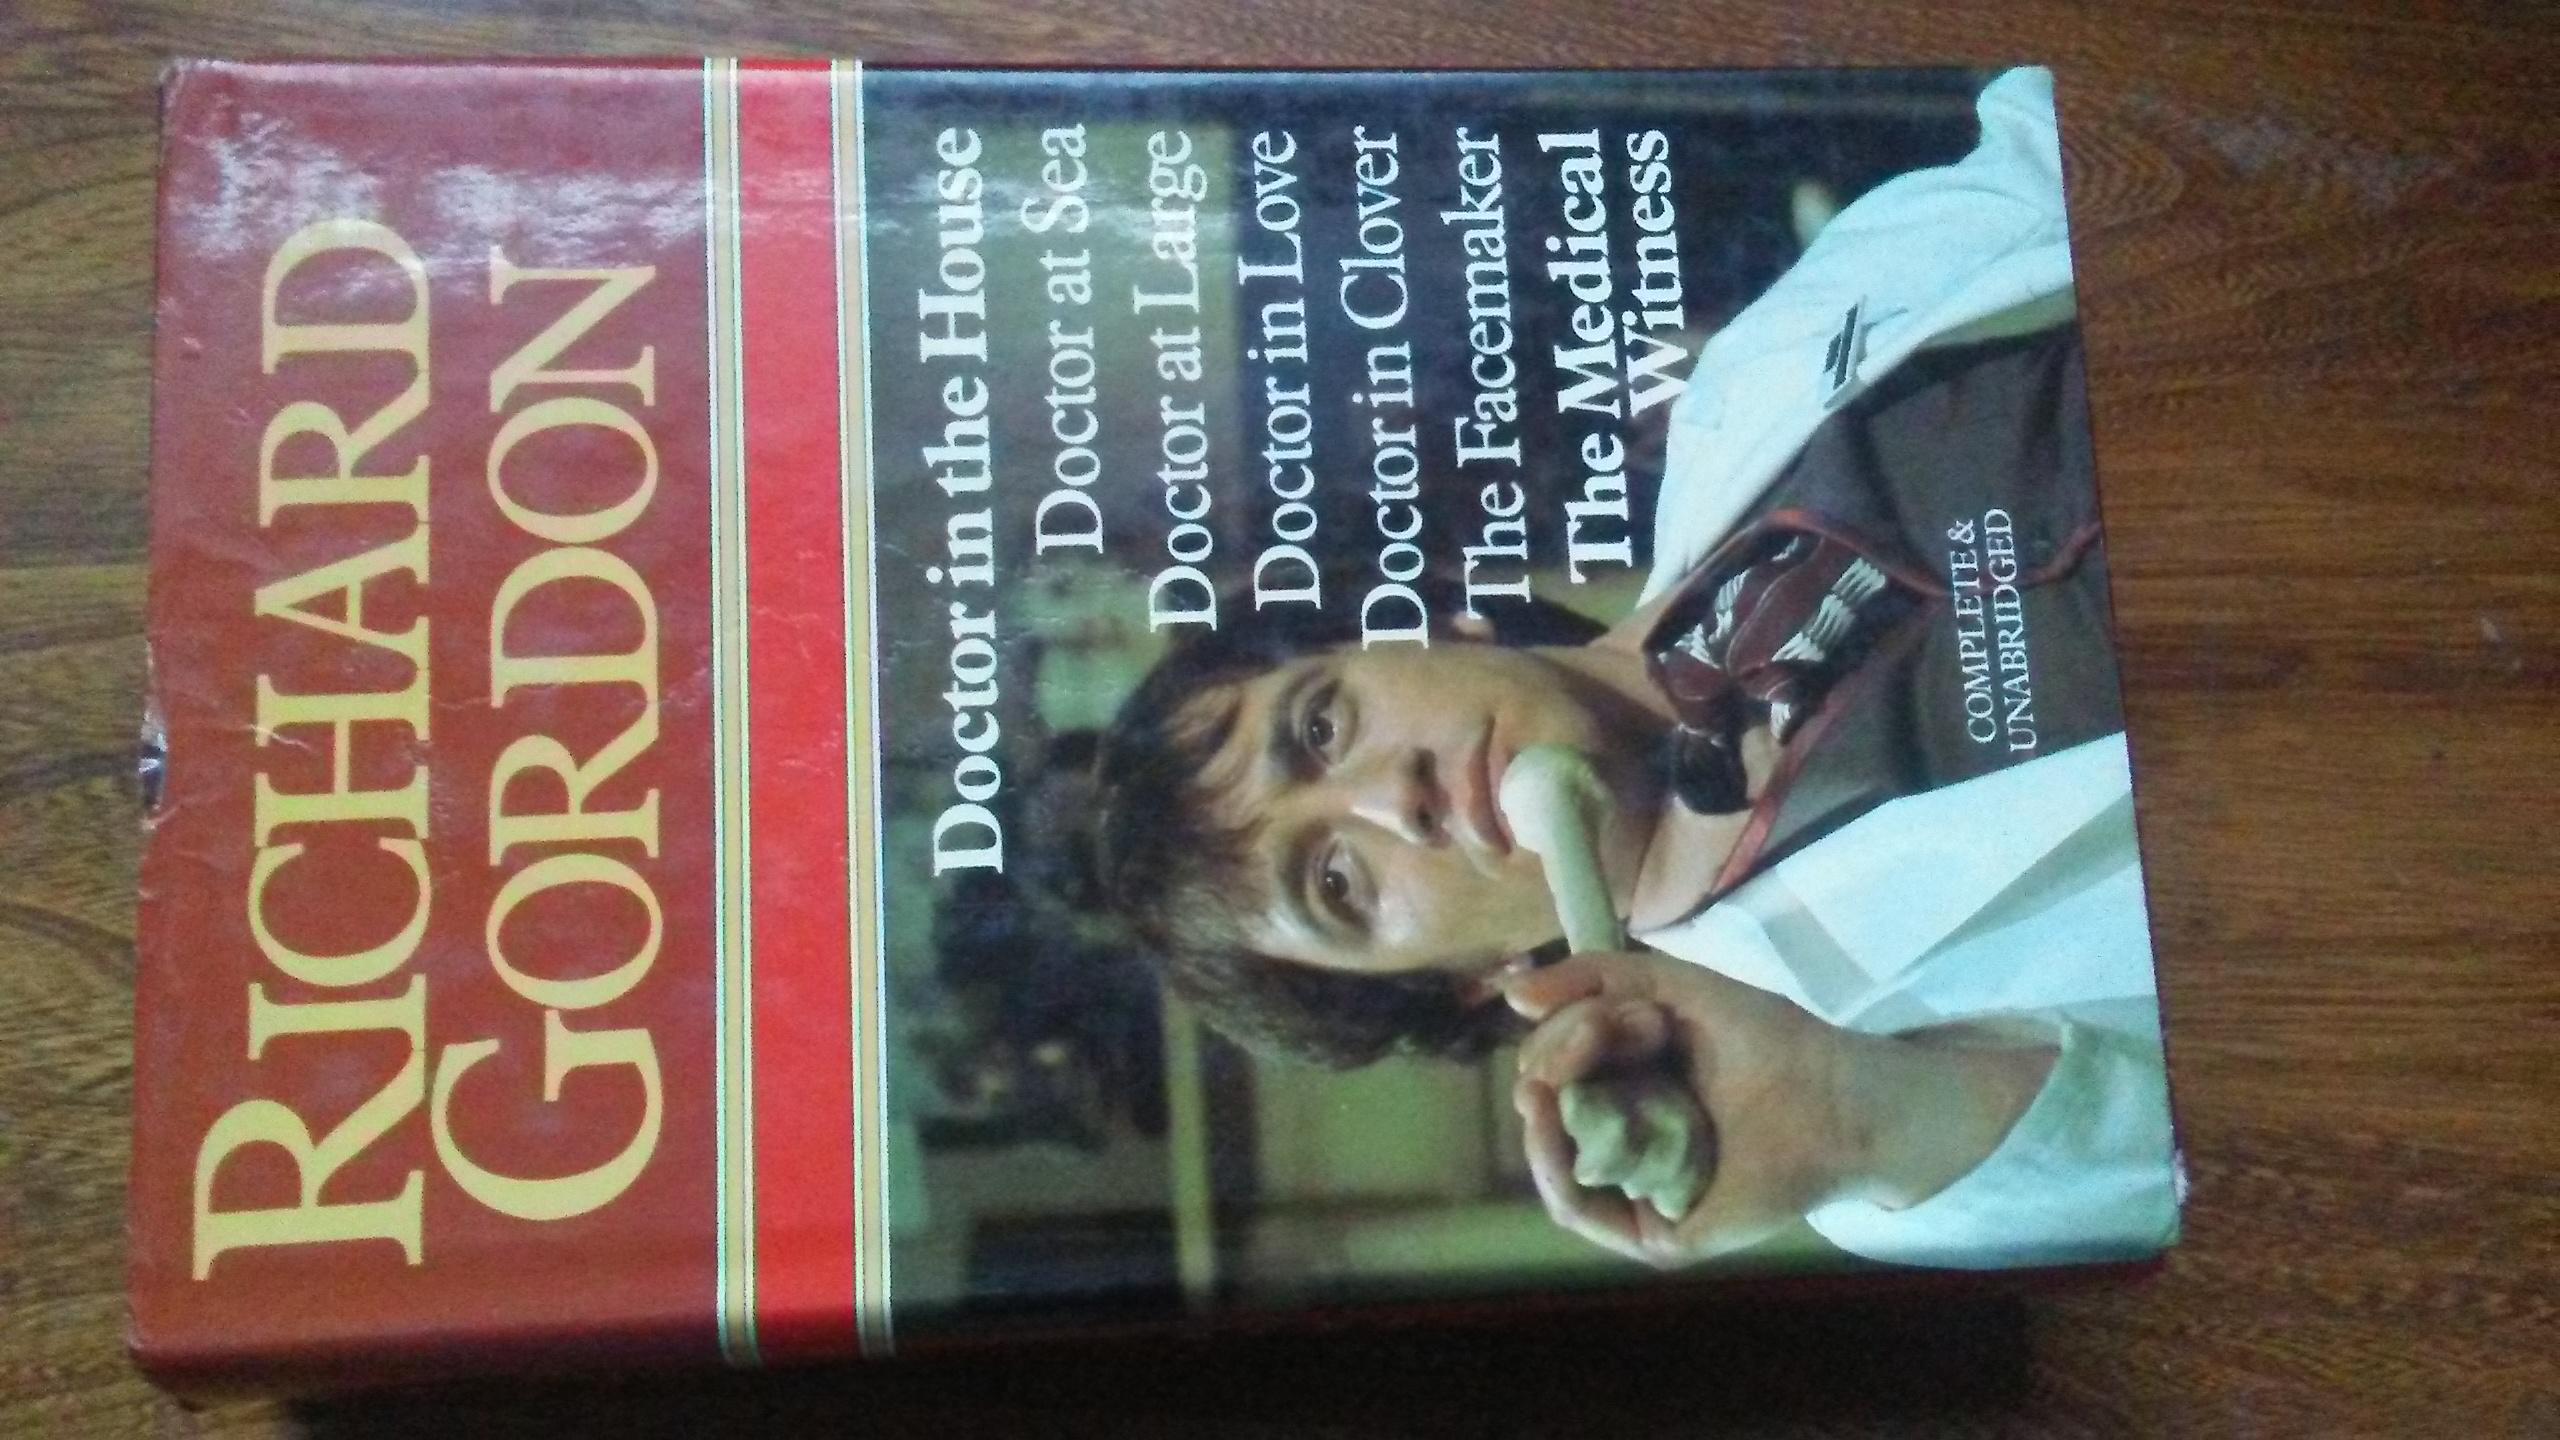 RICHARD
GORDON
Doctor in the House
Doctor at Sea
Doctor at Large
Doctor in Love
Doctor in Clover
The Facemaker
The Medical
Witness
COMPLETE &
UNABRIDGED